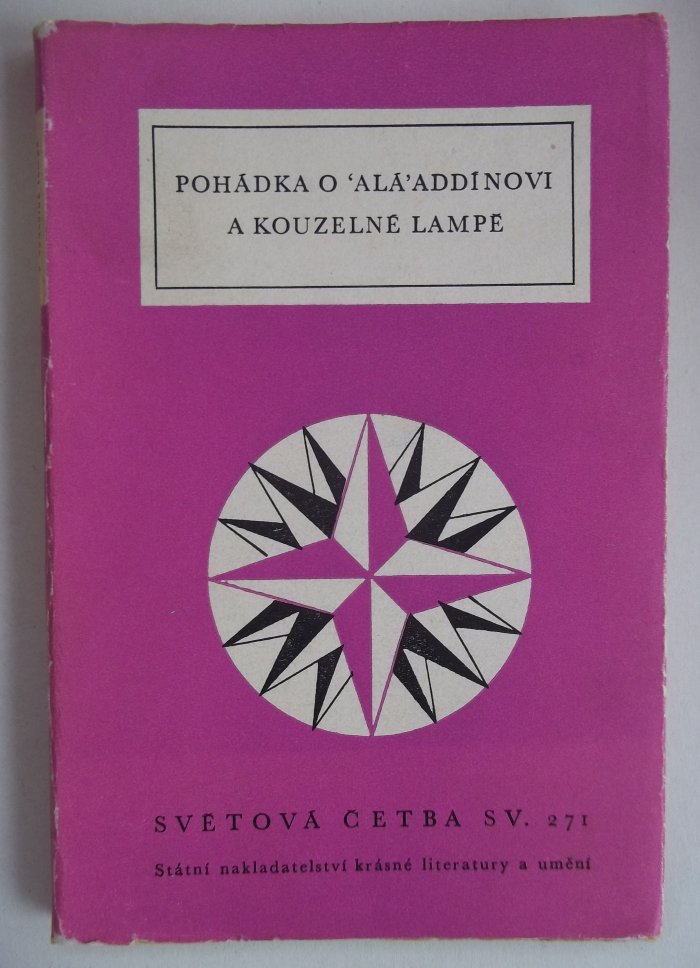 POHÁDKA O ‘ALÁ’ADDÍNOVI
A KOUZELNÉ LAMPĚ
SVĚTOVÁ ČETBA SV. 271
Státní nakladatelství krásné literatury a umění